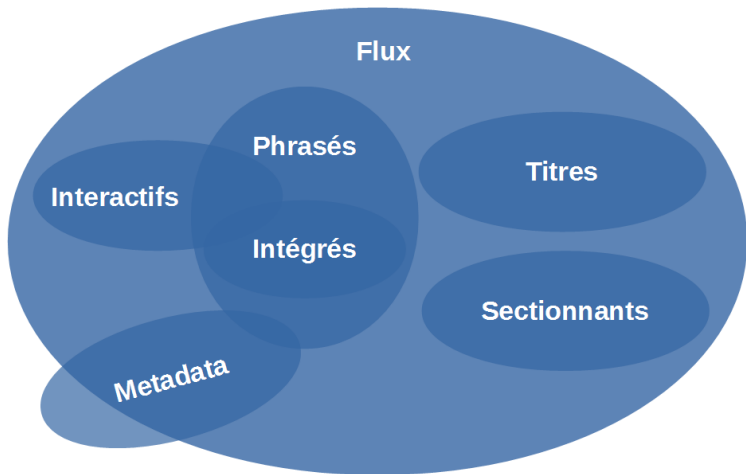 Flux
Phrasés
Titres
Interactifs
Intégrés
Sectionnants
Metadata